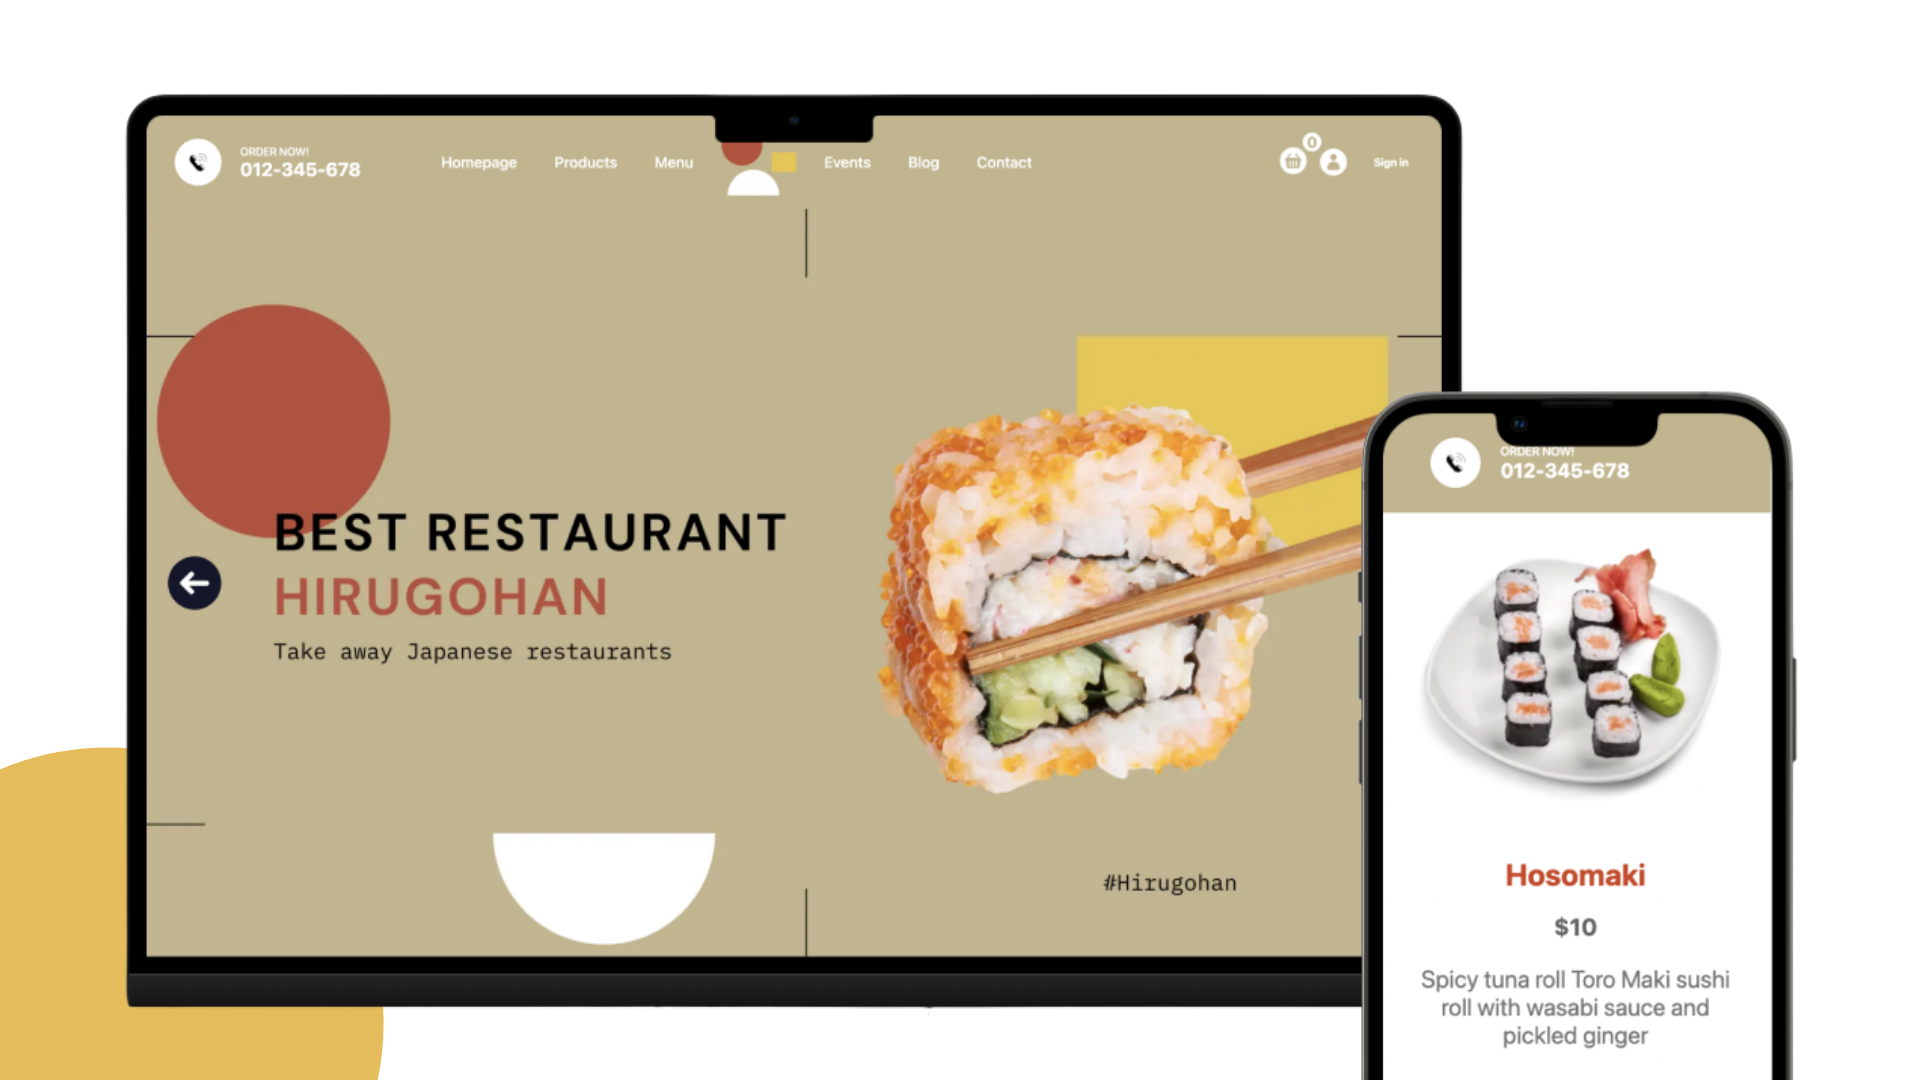 ORDER NOW!
012-345-678
Homepage Products Menu Events Blog Contact
0
Sign in
BEST RESTAURANT
HIRUGOHAN
Take away Japanese restaurants
#Hirugohan
ORDER NOW!
012-345-678
Hosomaki
$10
Spicy tuna roll Toro Maki sushi
roll with wasabi sauce and
pickled ginger